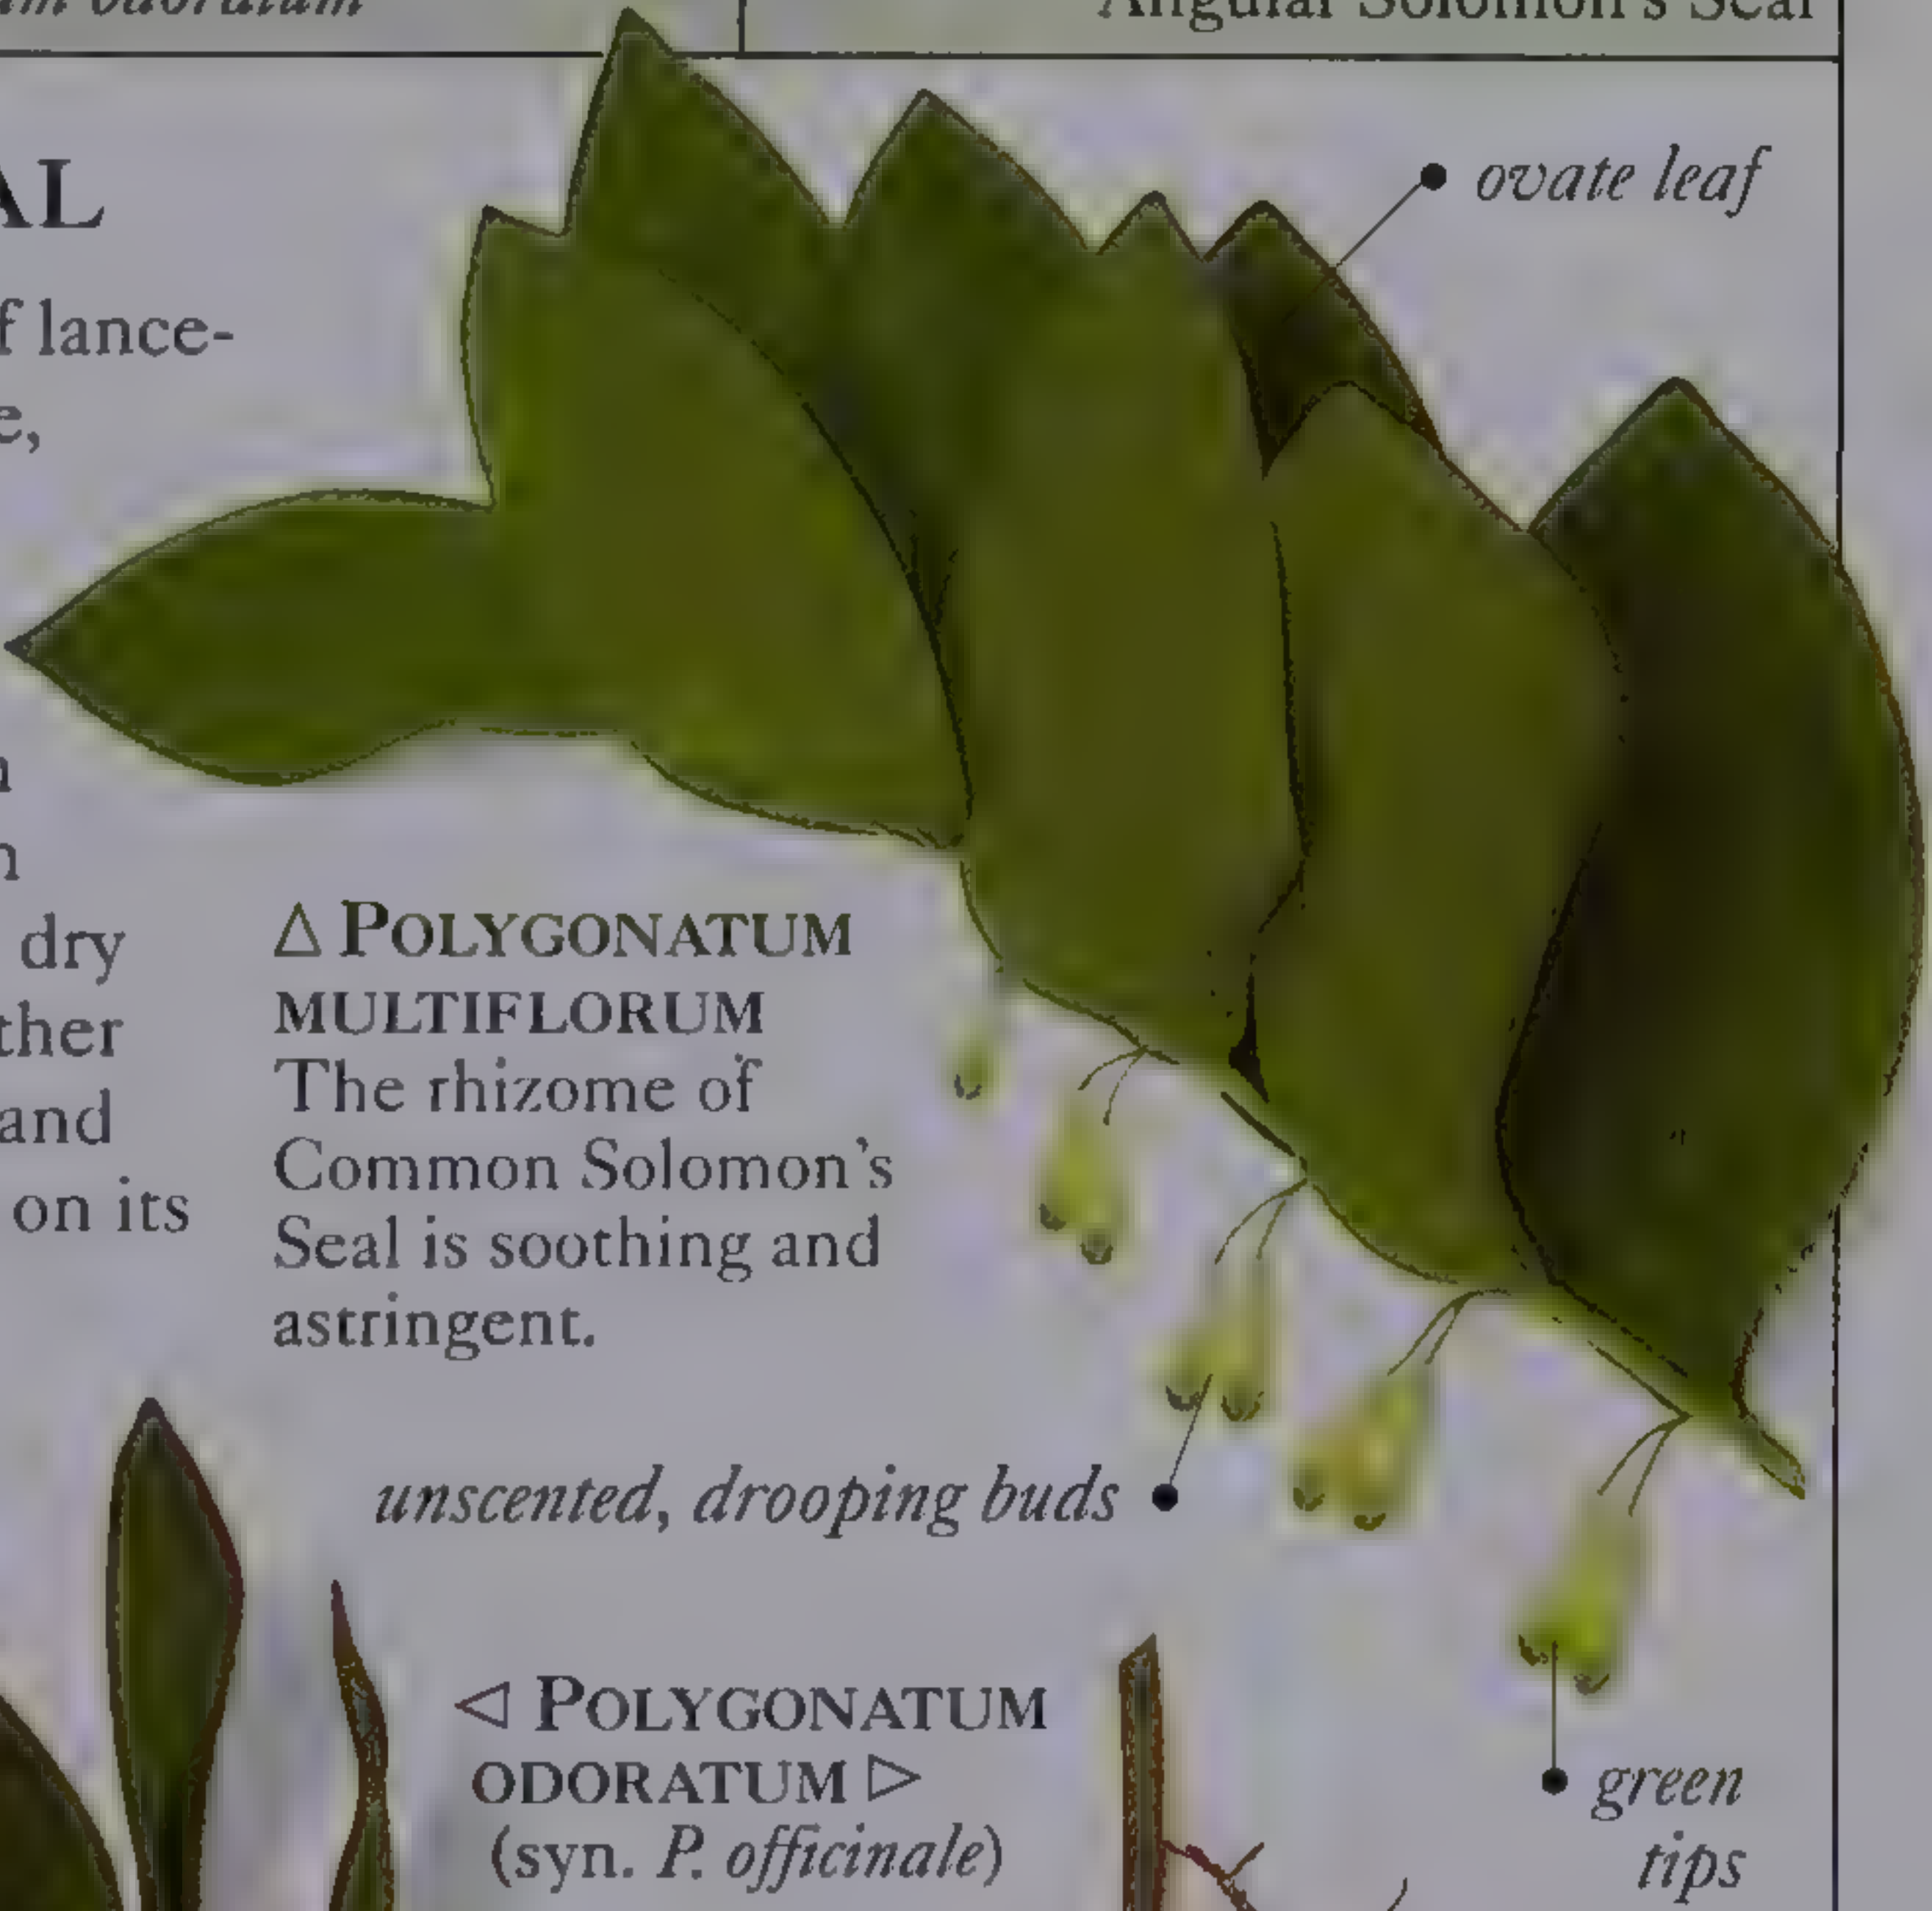 Angular Solomon's Seal
AL
ovate leaf
f lance-
e,
dry
ther
and
on its
△ POLYGONATUM
MULTIFLORUM
The rhizome of
Common Solomon's
Seal is soothing and
astringent.
unscented, drooping buds
◁ POLYGONATUM
ODORATUM ▷
(syn. P. officinale)
green
tips